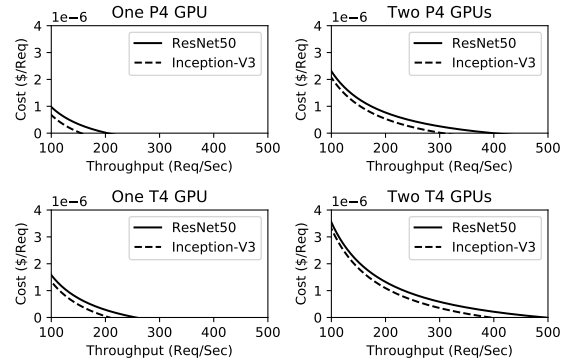 One P4 GPU
1e−6
Cost ($/Req)
4
3
2
1
0
ResNet50
Inception-V3
100 200 300 400 500
Throughput (Req/Sec)
Two P4 GPUs
1e−6
Cost ($/Req)
4
3
2
1
0
ResNet50
Inception-V3
100 200 300 400 500
Throughput (Req/Sec)
One T4 GPU
1e−6
Cost ($/Req)
4
3
2
1
0
ResNet50
Inception-V3
100 200 300 400 500
Throughput (Req/Sec)
Two T4 GPUs
1e−6
Cost ($/Req)
4
3
2
1
0
ResNet50
Inception-V3
100 200 300 400 500
Throughput (Req/Sec)